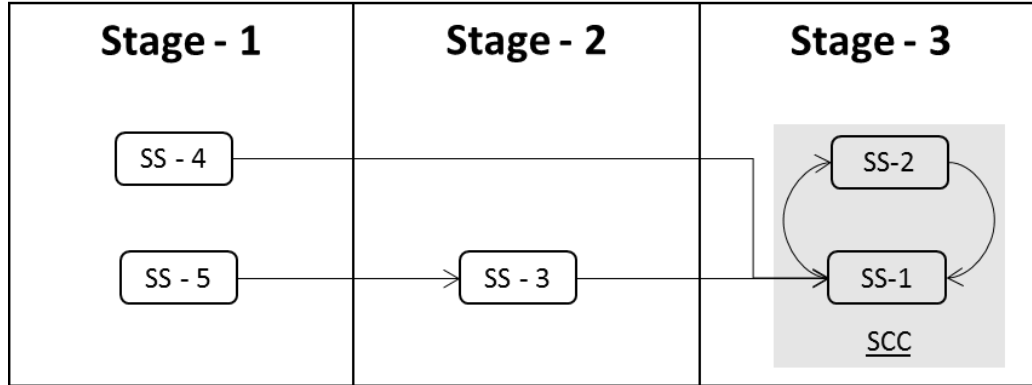 Stage - 1
Stage - 2
Stage - 3
SS - 4
SS-2
SS - 5
SS - 3
SS-1
SCC